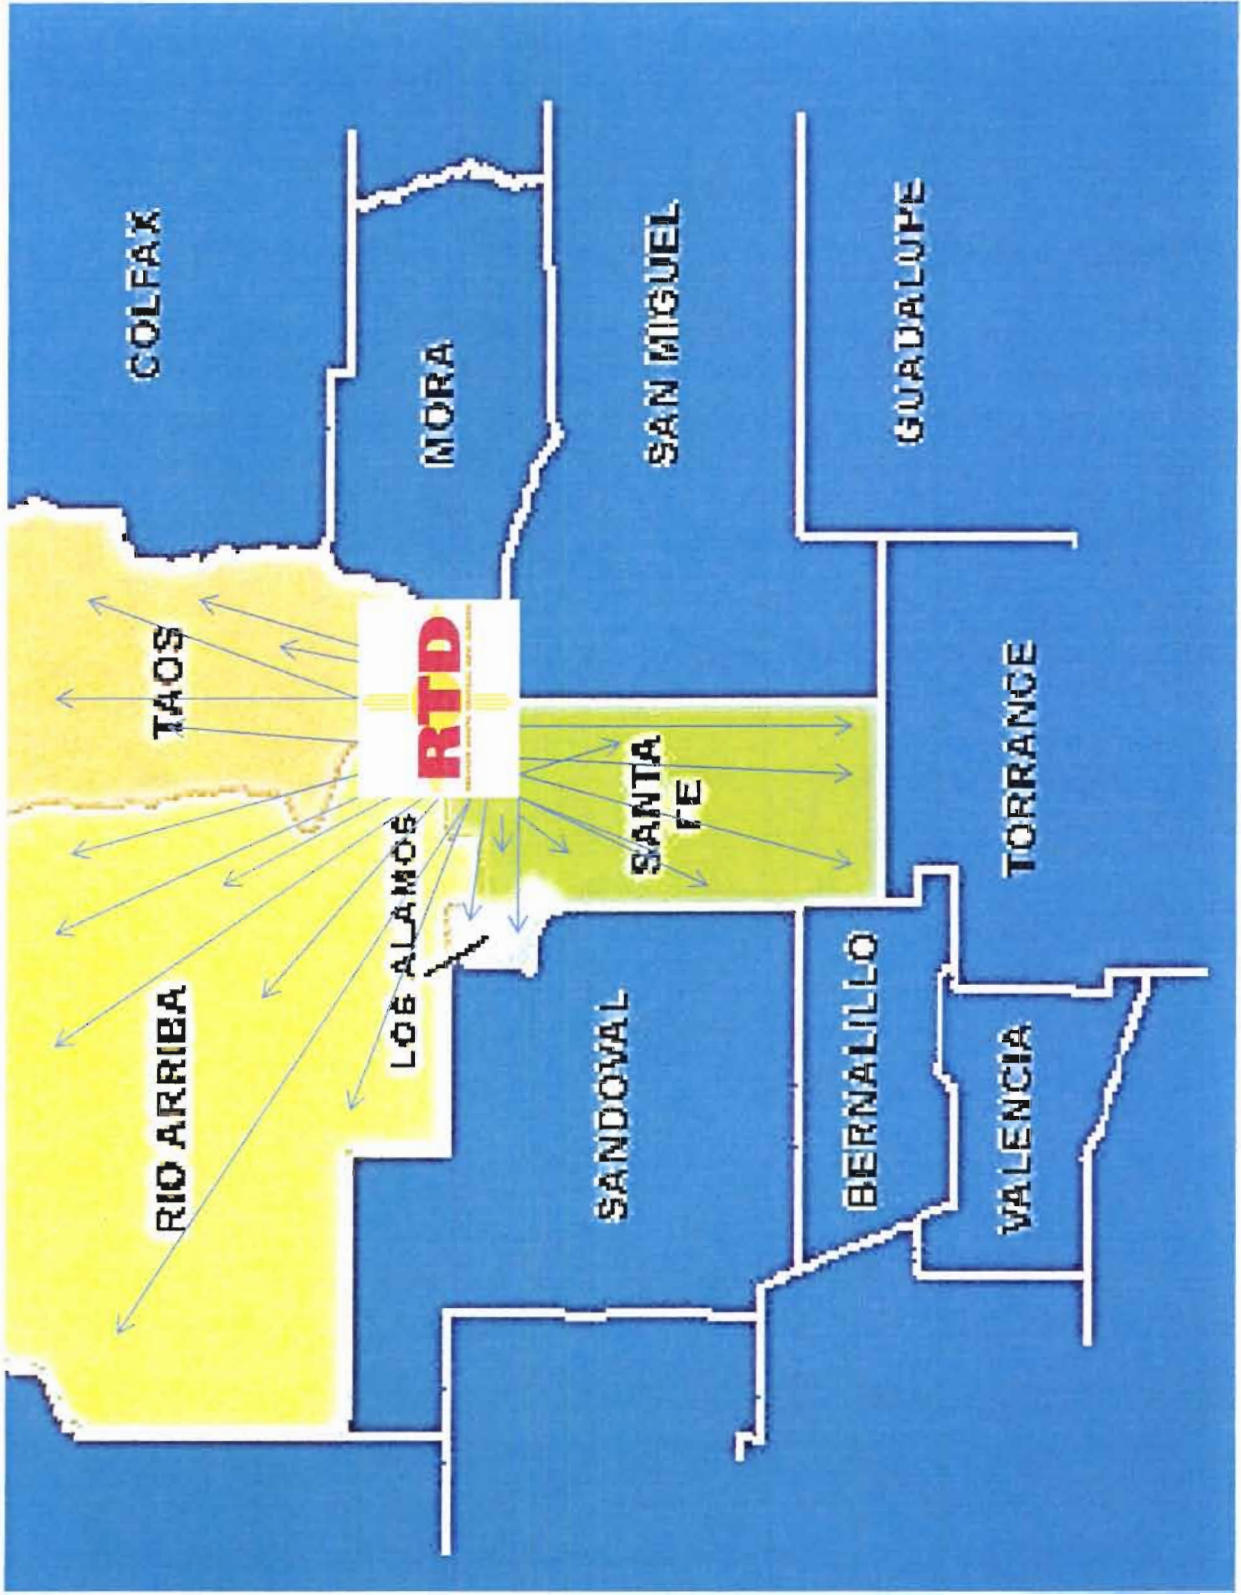 RIO ARRIBA
TAOS
COLFAX
LOS ALAMOS
RTD
MORA
SANDOVAL
SANTA
FE
SAN MIGUEL
BERNALILLO
GUADALUPE
VALENCIA
TORRANCE